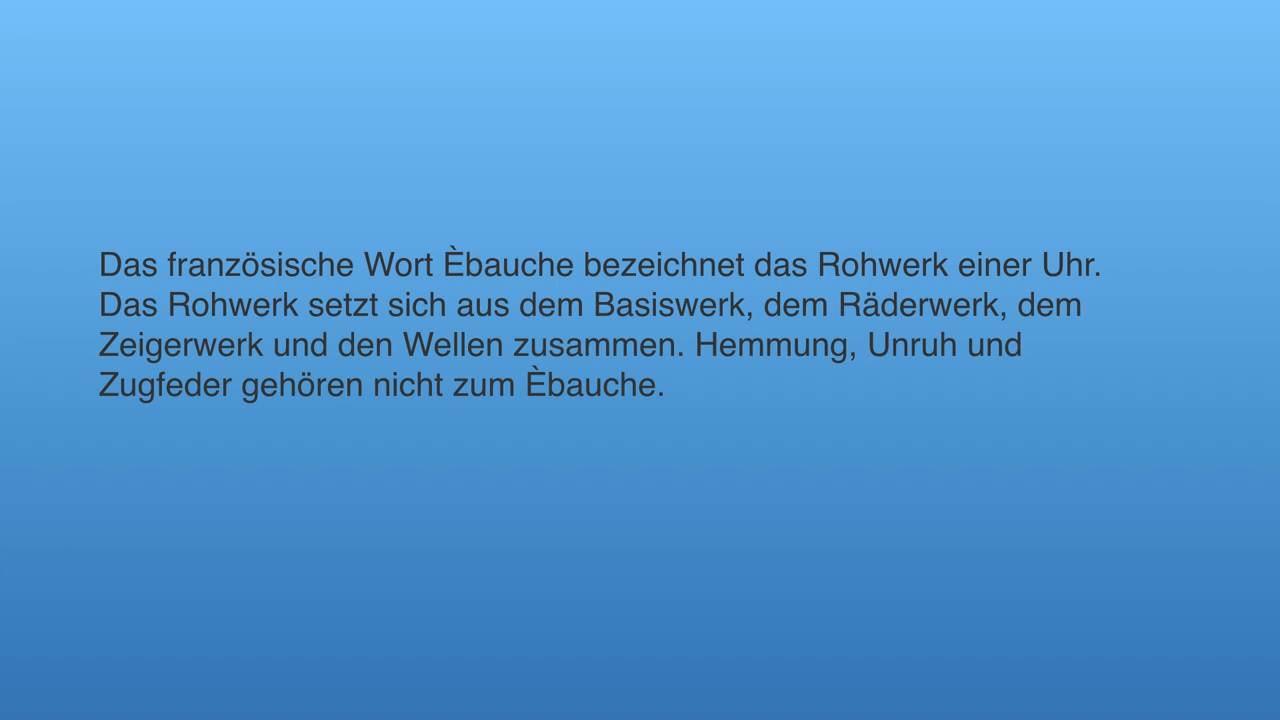 Das französische Wort Èbauche bezeichnet das Rohwerk einer Uhr.
Das Rohwerk setzt sich aus dem Basiswerk, dem Räderwerk, dem
Zeigerwerk und den Wellen zusammen. Hemmung, Unruh und
Zugfeder gehören nicht zum Èbauche.